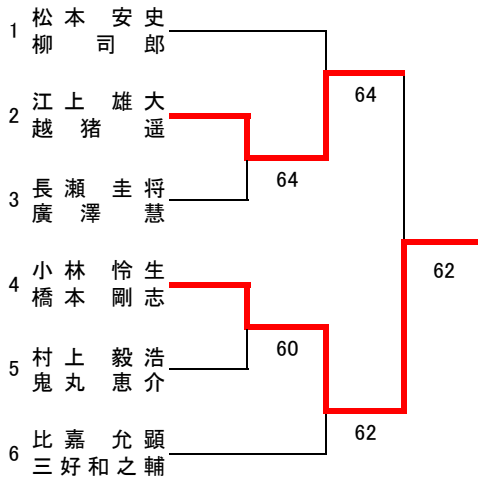 1 松本 安史
柳 司郎
64
2 江上 雄大
越猪 遥
64
3 長瀬 圭将
廣澤 慧
62
4 小林 怜生
橋本 剛志
60
5 村上 毅浩
鬼丸 恵介
62
6 比嘉 允顕
三好和之輔